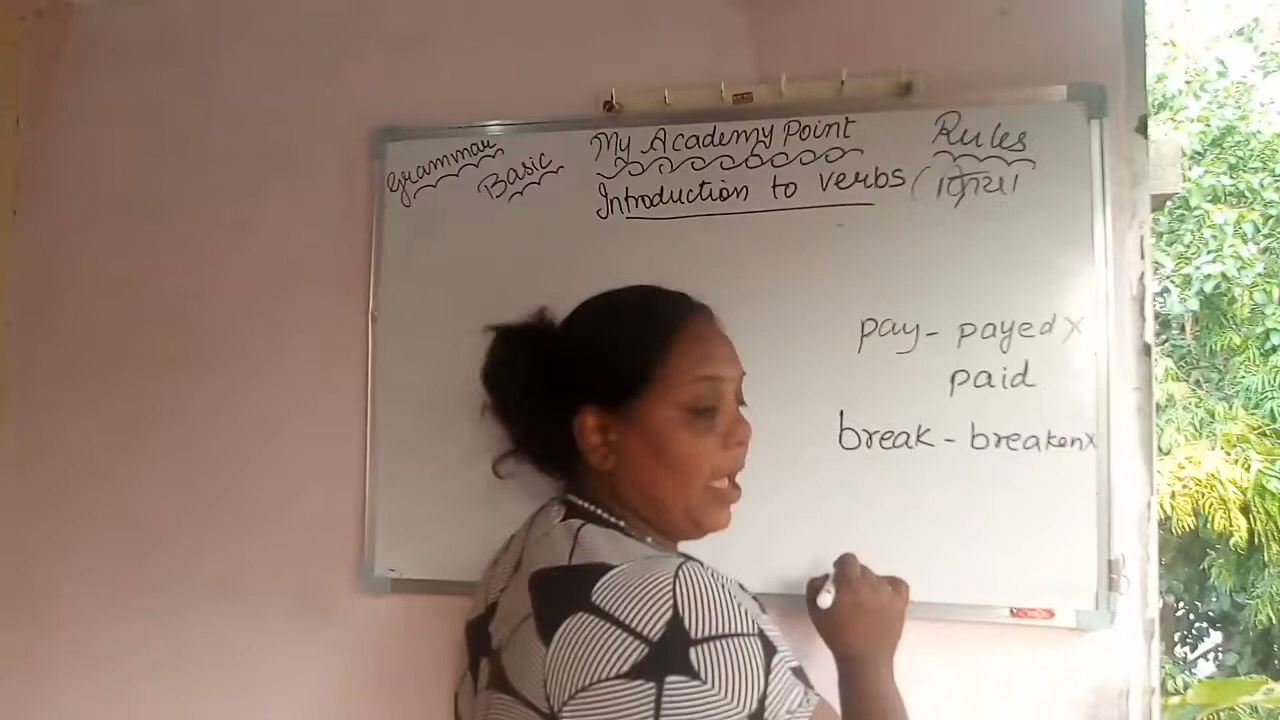 Grammar
Basic
My Academy Point
Rules
Introduction to verbs (क्रिया)
pay - payed x
paid
break - breaken x